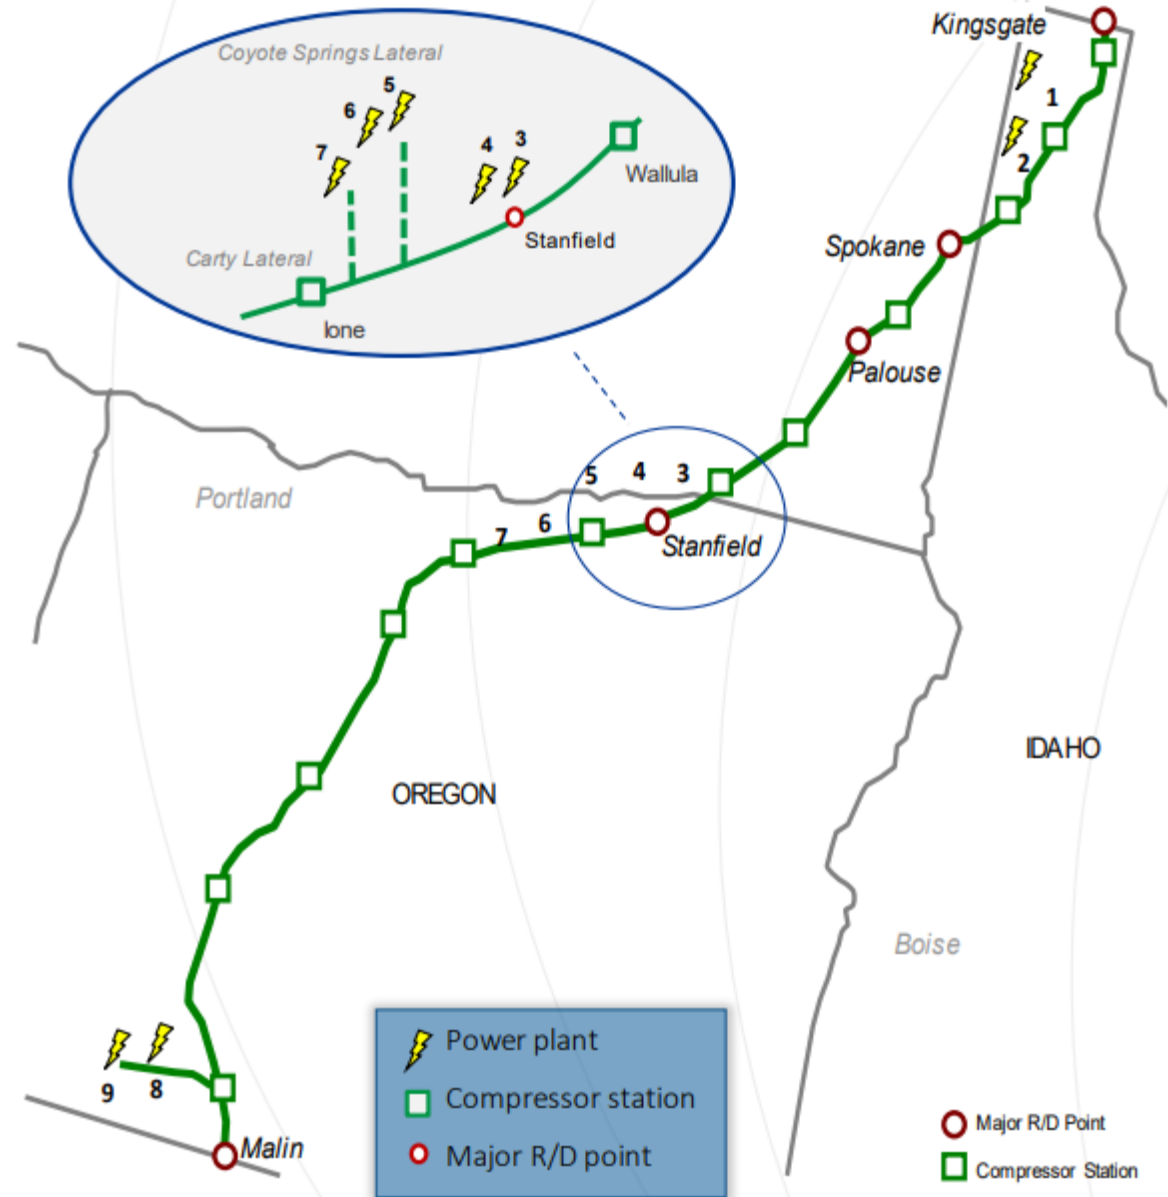 Kingsgate
Coyote Springs Lateral
5
6
7
4
3
Wallula
Stanfield
Carty Lateral
Ione
1
2
Spokane
Palouse
5
4
3
Portland
7
6
Stanfield
IDAHO
OREGON
Boise
9
8
Malin
Power plant
Compressor station
Major R/D point
Major R/D Point
Compressor Station